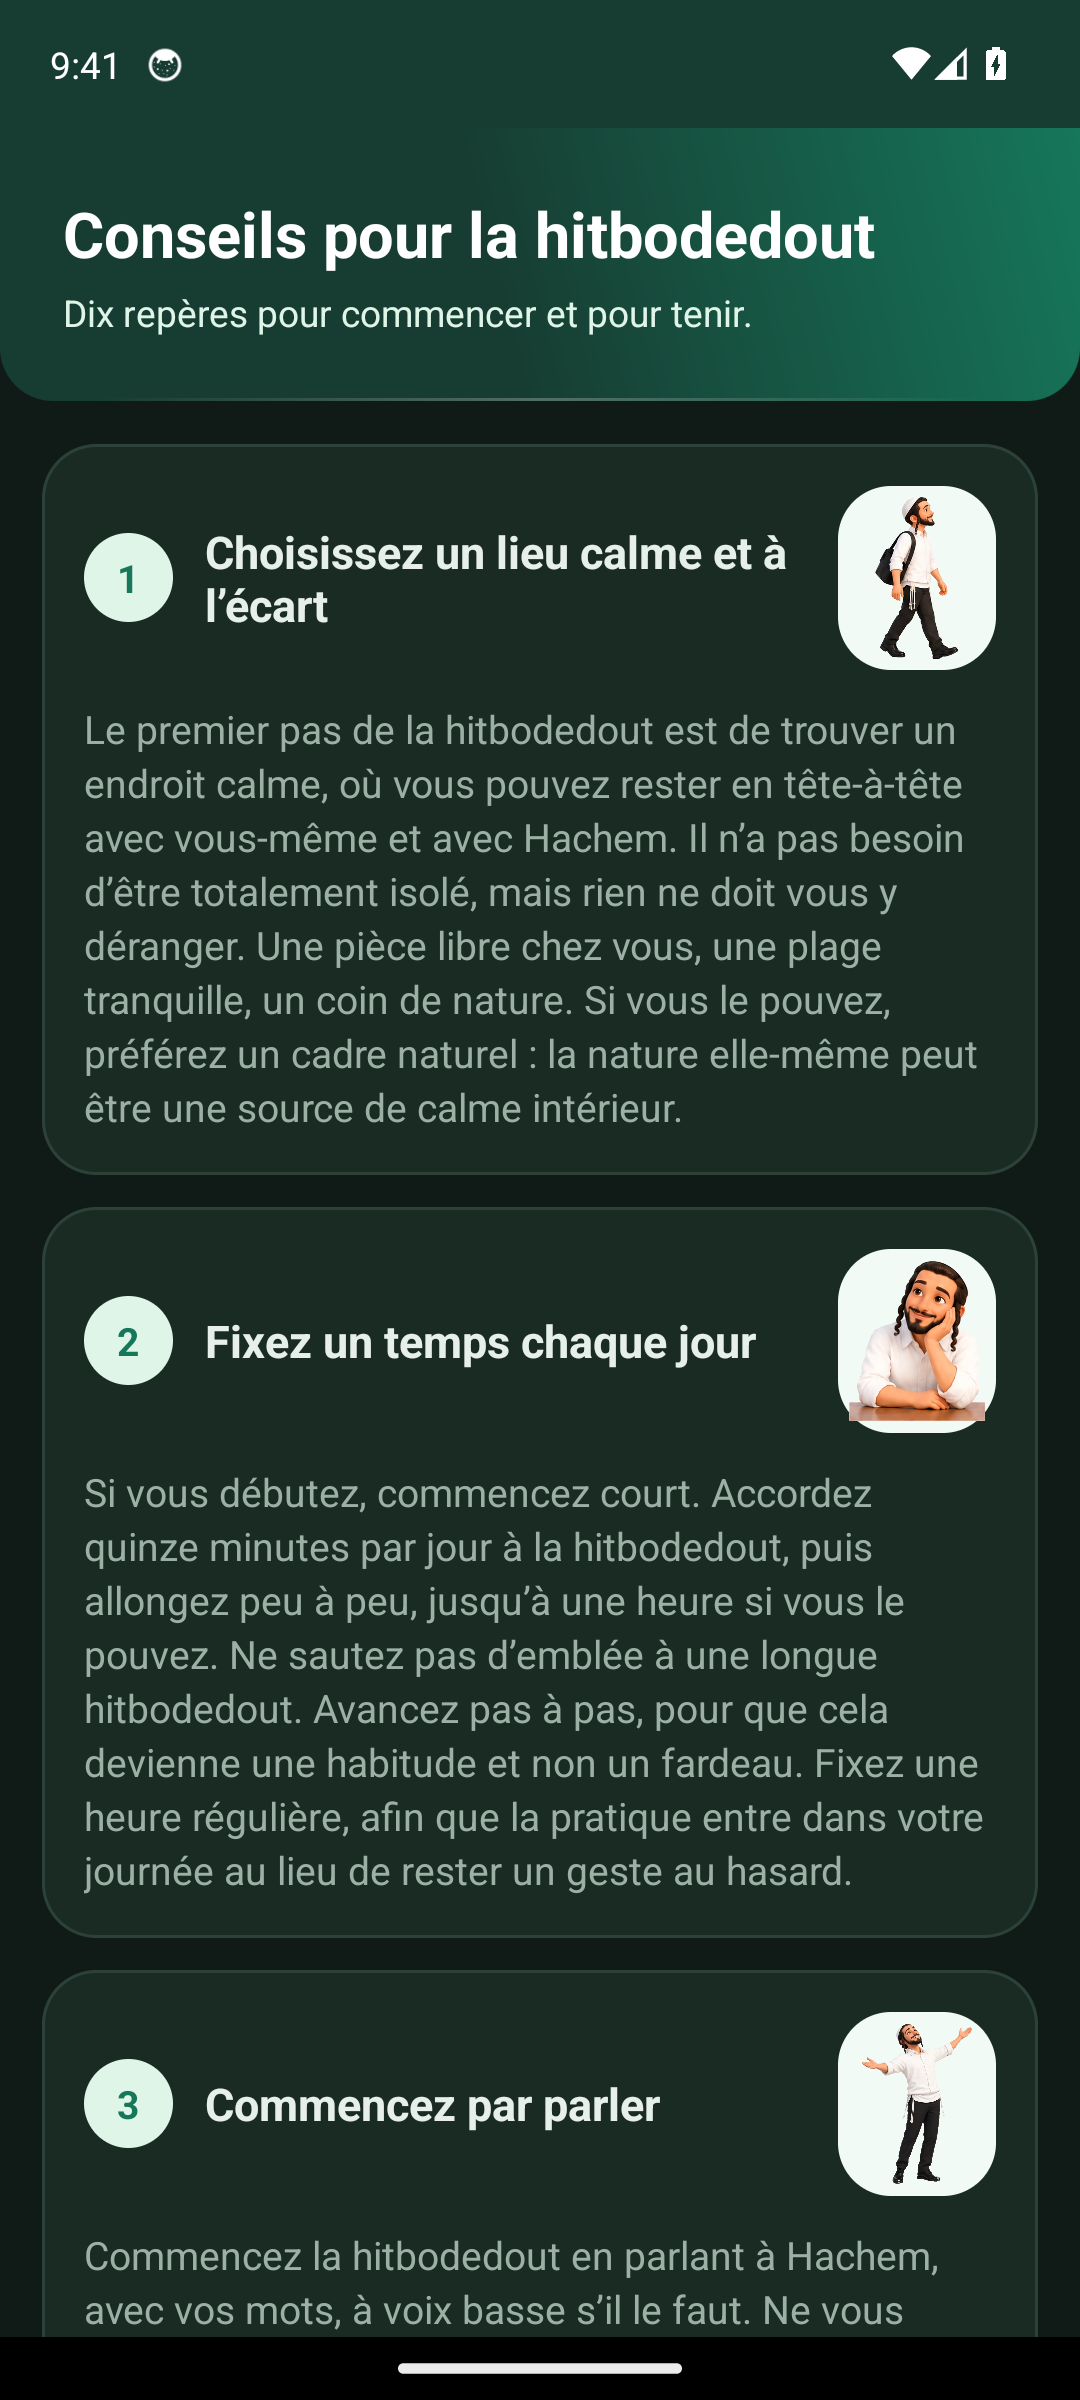 9:41
Conseils pour la hitbodedout
Dix repères pour commencer et pour tenir.
1
Choisissez un lieu calme et à
l’écart
Le premier pas de la hitbodedout est de trouver un
endroit calme, où vous pouvez rester en tête-à-tête
avec vous-même et avec Hachem. Il n’a pas besoin
d’être totalement isolé, mais rien ne doit vous y
déranger. Une pièce libre chez vous, une plage
tranquille, un coin de nature. Si vous le pouvez,
préférez un cadre naturel : la nature elle-même peut
être une source de calme intérieur.
2
Fixez un temps chaque jour
Si vous débutez, commencez court. Accordez
quinze minutes par jour à la hitbodedout, puis
allongez peu à peu, jusqu’à une heure si vous le
pouvez. Ne sautez pas d’emblée à une longue
hitbodedout. Avancez pas à pas, pour que cela
devienne une habitude et non un fardeau. Fixez une
heure régulière, afin que la pratique entre dans votre
journée au lieu de rester un geste au hasard.
3
Commencez par parler
Commencez la hitbodedout en parlant à Hachem,
avec vos mots, à voix basse s’il le faut. Ne vous